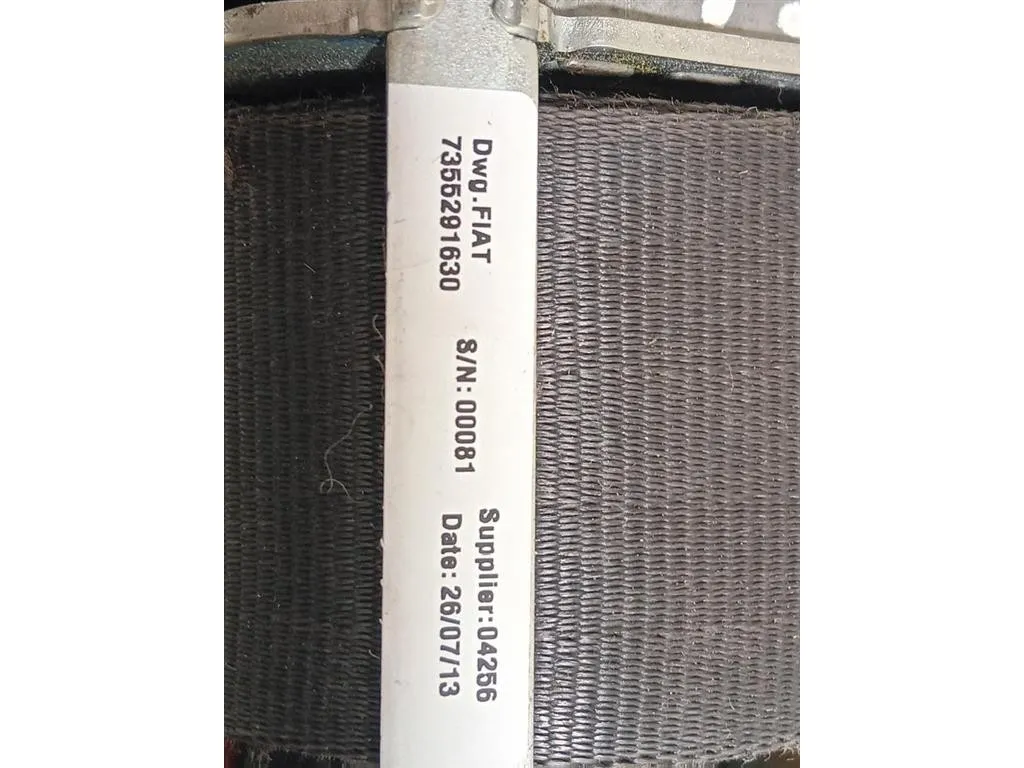 Dwg.FIAT
7355291630
S/N:00081
Supplier:04256
Date:26/07/13